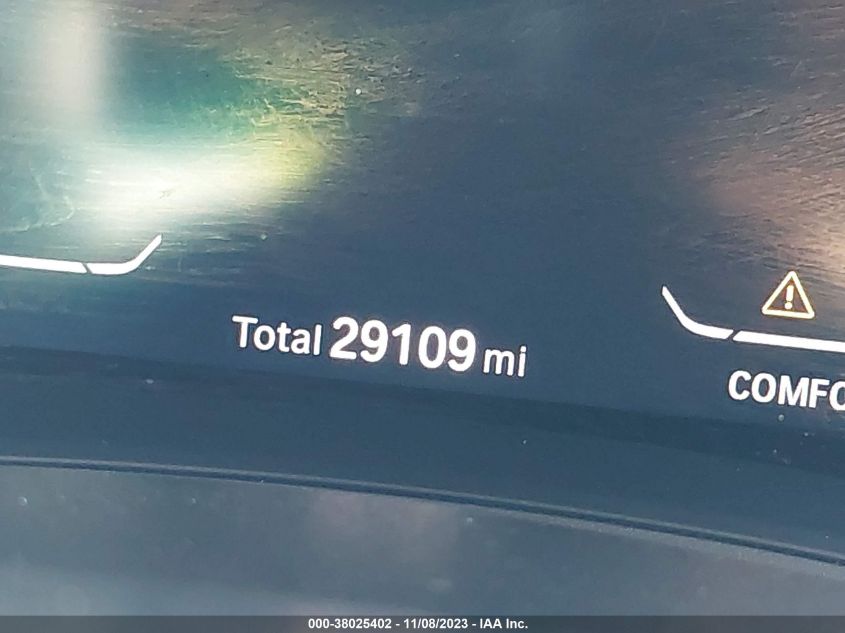 Total 29109 mi
COMFO
000-38025402 - 11/08/2023 - IAA Inc.